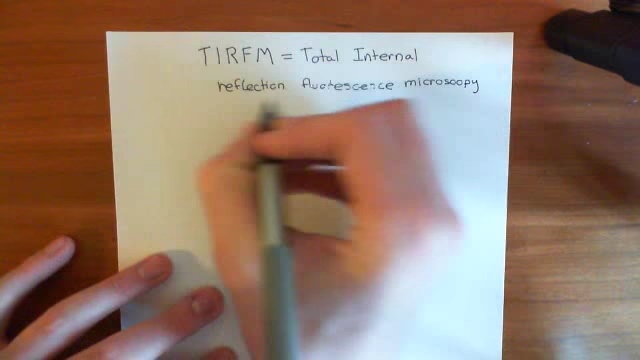 TIRFM = Total Internal
reflection fluorescence microscopy